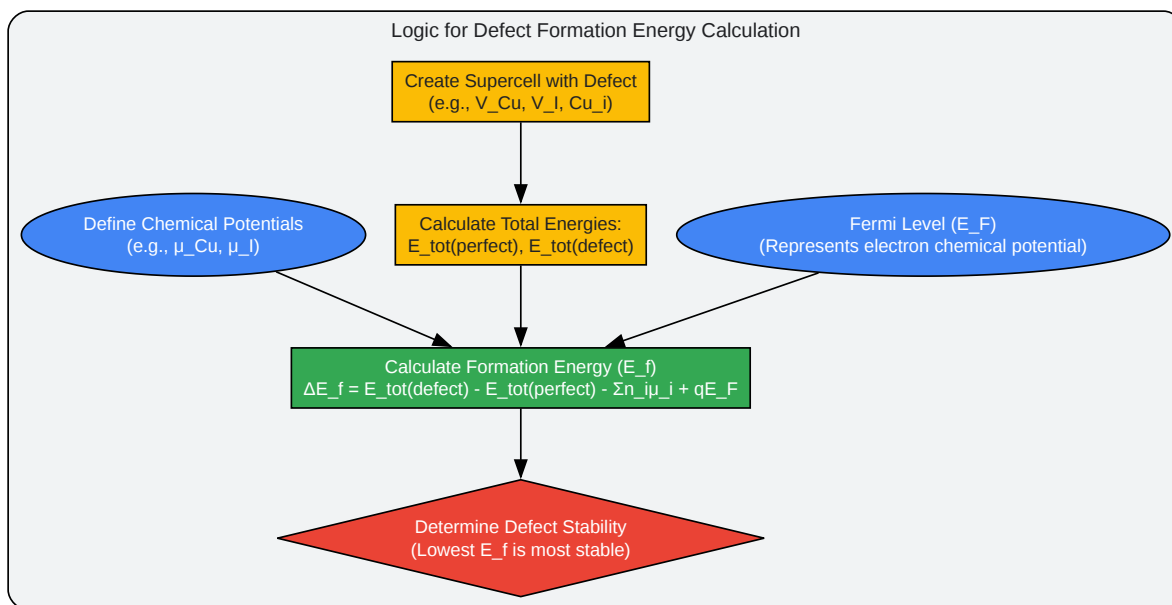 Logic for Defect Formation Energy Calculation
Create Supercell with Defect
(e.g., V_Cu, V_I, Cu_i)
Define Chemical Potentials
(e.g., μ_Cu, μ_I)
Calculate Total Energies:
E_tot(perfect), E_tot(defect)
Fermi Level (E_F)
(Represents electron chemical potential)
Calculate Formation Energy (E_f)
ΔE_f = E_tot(defect) - E_tot(perfect) - Σn_iμ_i + qE_F
Determine Defect Stability
(Lowest E_f is most stable)